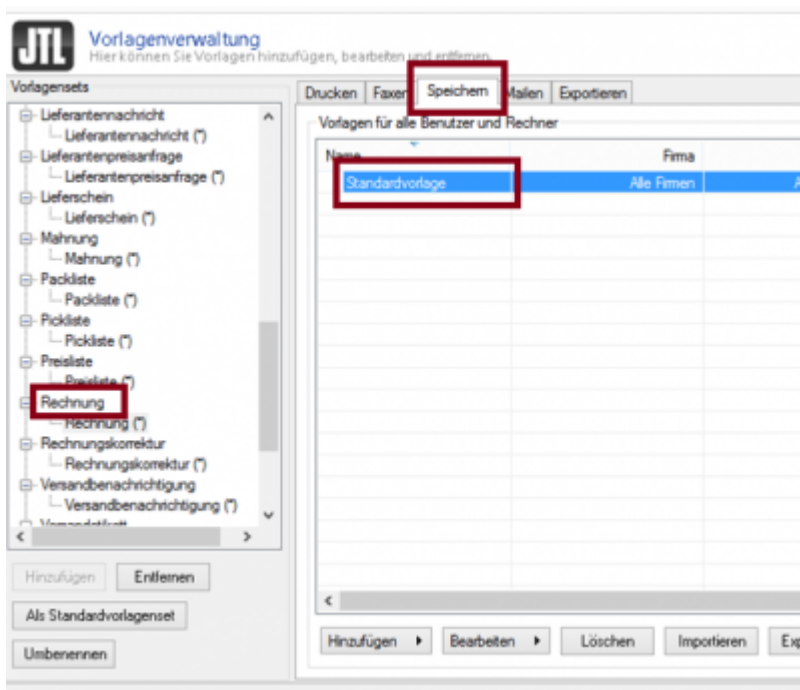 JTL
Vorlagenverwaltung
Hier können Sie Vorlagen hinzufügen, bearbeiten und entfernen.
Vorlagensets
Lieferantennachricht
Lieferantennachricht (*)
Lieferantenpreisanfrage
Lieferantenpreisanfrage (*)
Lieferschein
Lieferschein (*)
Mahnung
Mahnung (*)
Packliste
Packliste (*)
Pickliste
Pickliste (*)
Preisliste
Preisliste (*)
Rechnung
Rechnung (*)
Rechnungskorrektur
Rechnungskorrektur (*)
Versandbenachrichtigung
Versandbenachrichtigung (*)
Hinzufügen Entfernen
Als Standardvorlagenset
Umbenennen
Drucken Faxen Speichern Mailen Exportieren
Vorlagen für alle Benutzer und Rechner
Name Firma
Standardvorlage Alle Firmen A
Hinzufügen Bearbeiten Löschen Importieren Exp